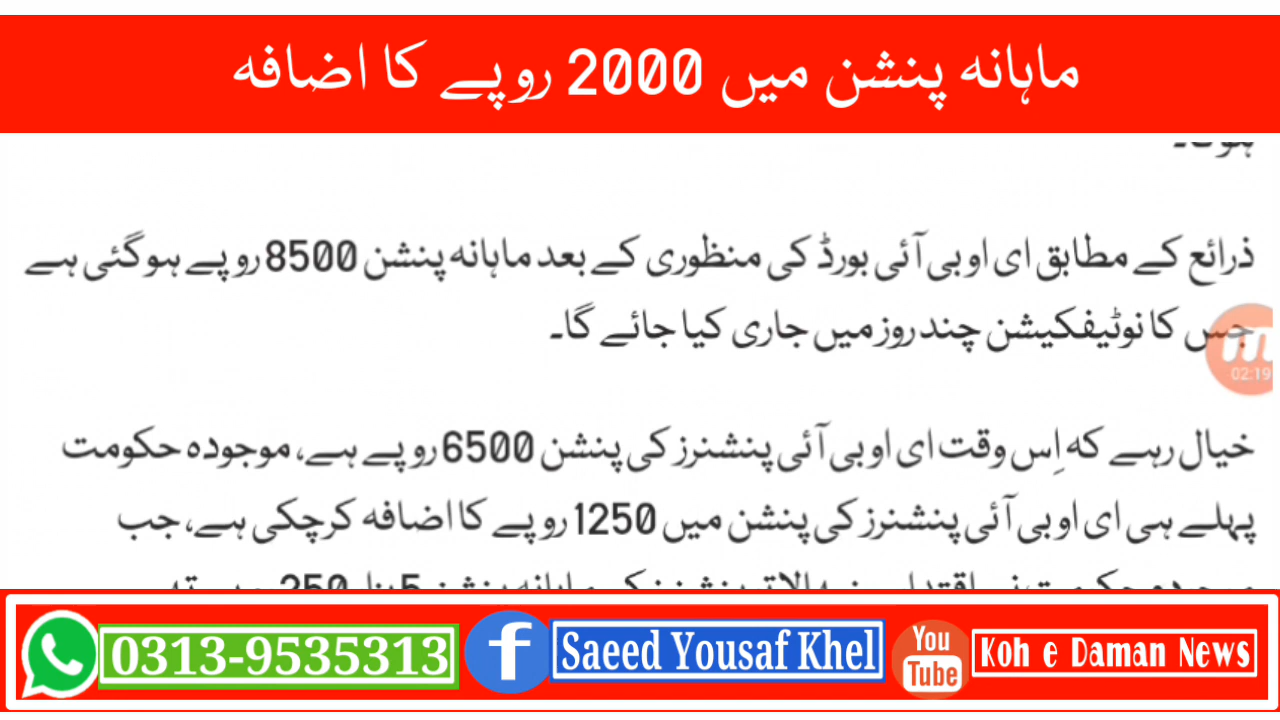 ماہانہ پنشن میں 2000 روپے کا اضافہ
ذرائع کے مطابق ای او بی آئی بورڈ کی منظوری کے بعد ماہانہ پنشن 8500 روپے ہوگئی ہے
جس کا نوٹیفکیشن چند روز میں جاری کیا جائے گا۔
02:19
خیال رہے کہ اِس وقت ای او بی آئی پنشنرز کی پنشن 6500 روپے ہے، موجودہ حکومت
پہلے ہی ای او بی آئی پنشنرز کی پنشن میں 1250 روپے کا اضافہ کرچکی ہے، جب
0313-9535313
Saeed Yousaf Khel
You
Tube
Koh e Daman News